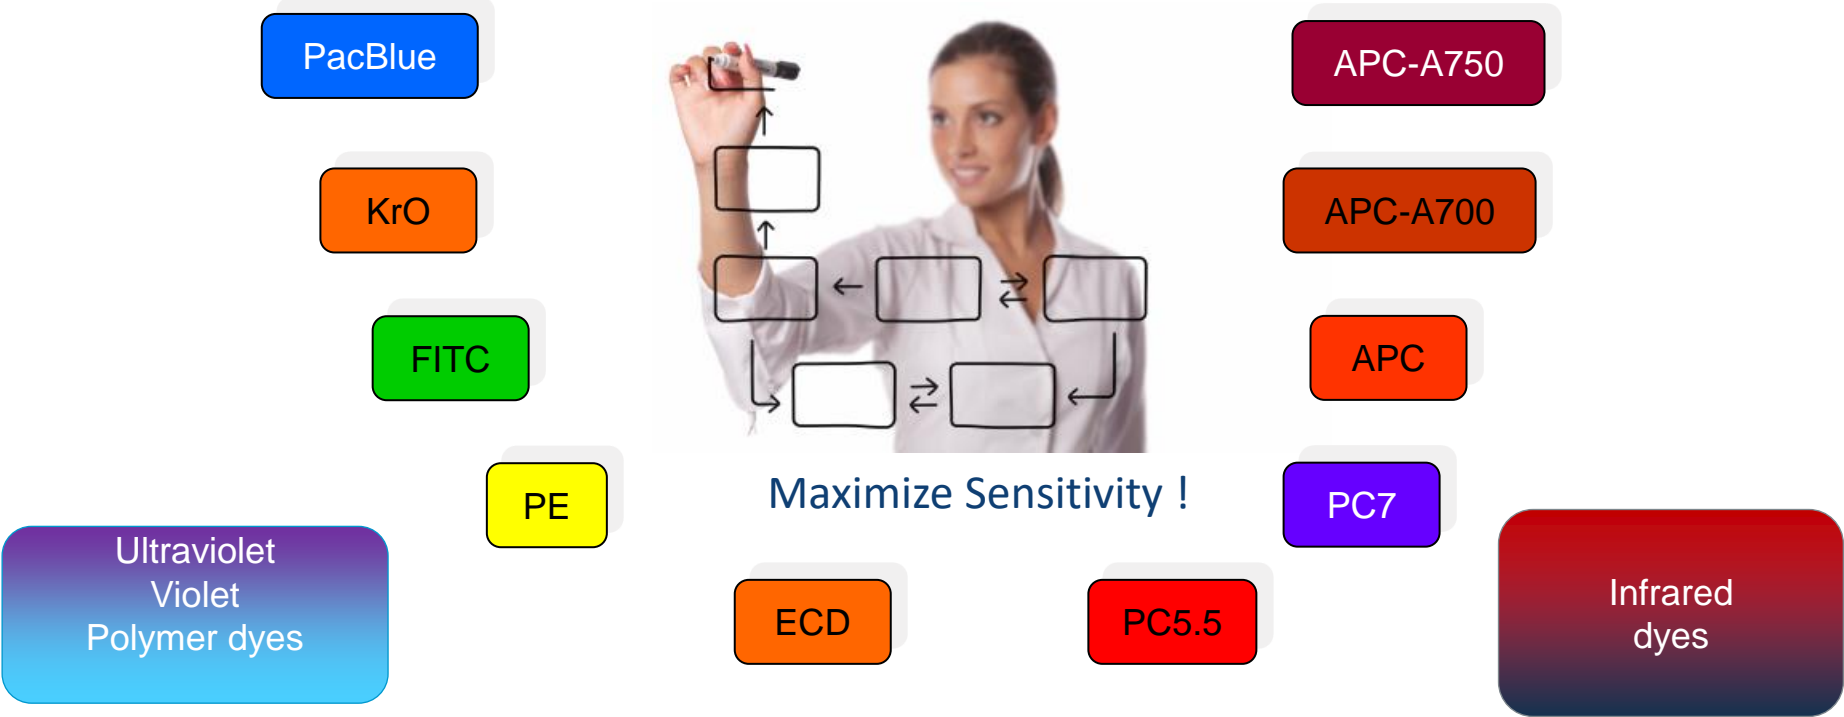 PacBlue
APC-A750
KrO
APC-A700
FITC
APC
PE
Maximize Sensitivity !
PC7
Ultraviolet
Violet
Polymer dyes
ECD
PC5.5
Infrared
dyes